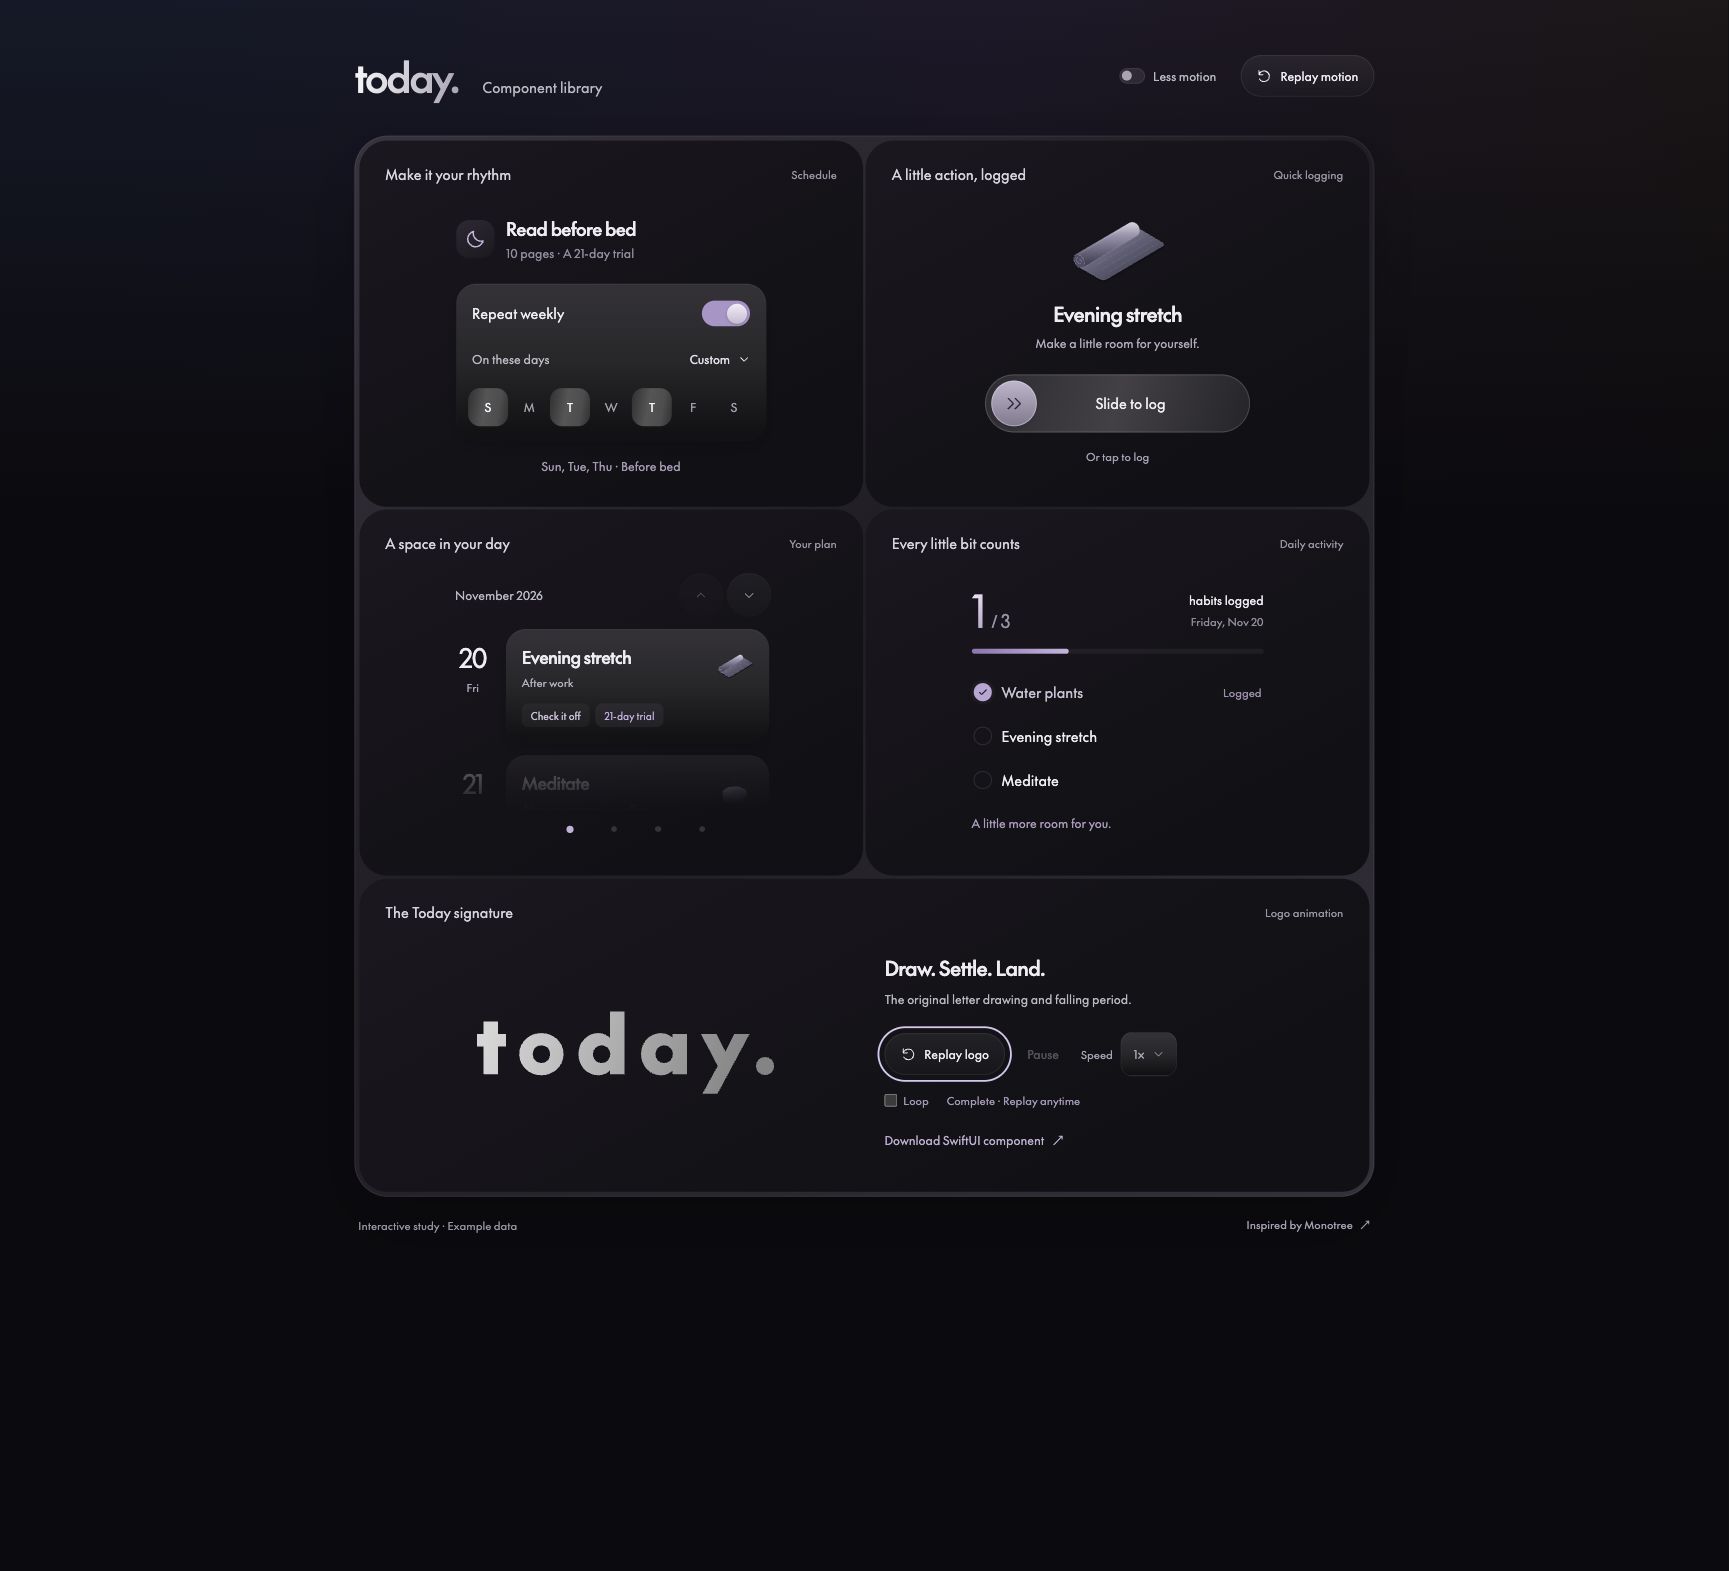 today.
Component library
Less motion
Replay motion
Make it your rhythm
Schedule
Read before bed
10 pages · A 21-day trial
Repeat weekly
On these days
Custom
S M T W T F S
Sun, Tue, Thu · Before bed
A little action, logged
Quick logging
Evening stretch
Make a little room for yourself.
Slide to log
Or tap to log
A space in your day
Your plan
November 2026
20
Fri
Evening stretch
After work
Check it off
21-day trial
21
Meditate
Every little bit counts
Daily activity
1 / 3
habits logged
Friday, Nov 20
Water plants
Logged
Evening stretch
Meditate
A little more room for you.
The Today signature
Logo animation
today.
Draw. Settle. Land.
The original letter drawing and falling period.
Replay logo
Pause
Speed
1x
Loop
Complete · Replay anytime
Download SwiftUI component
Interactive study · Example data
Inspired by Monotree